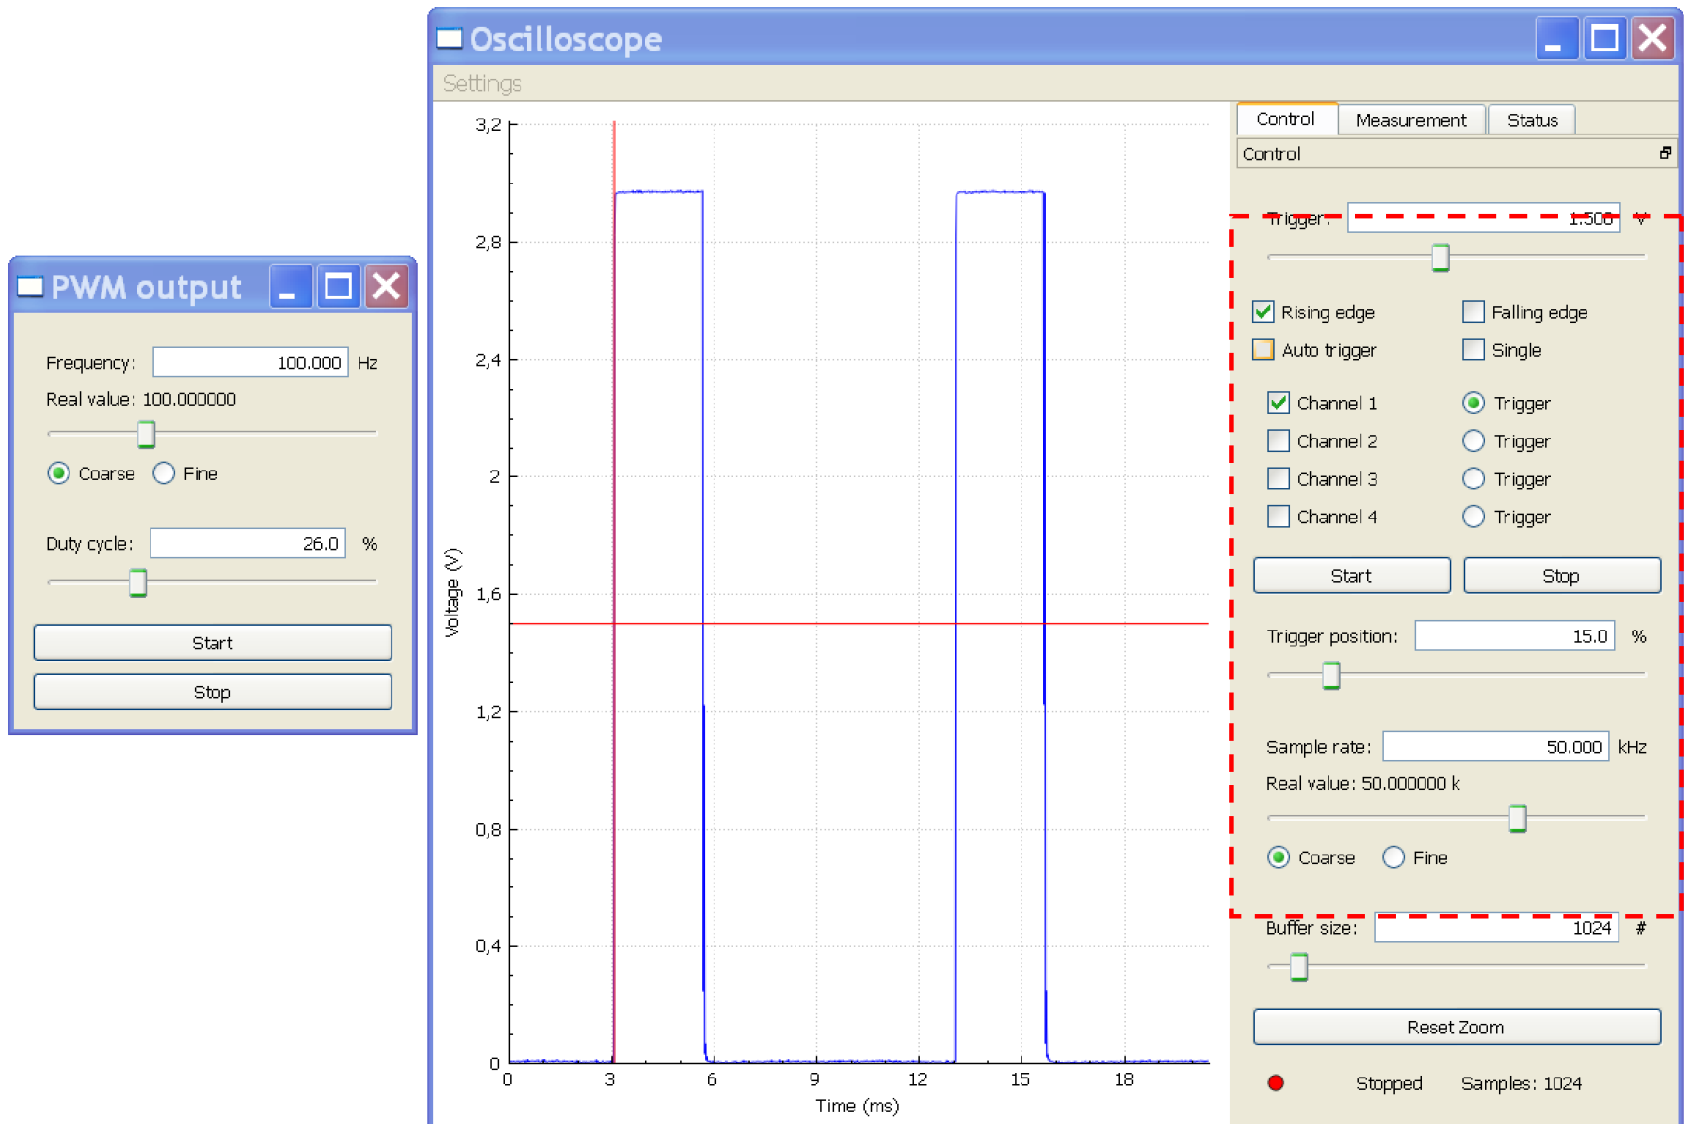 PWM output
Frequency: 100.000 Hz
Real value: 100.000000
Coarse Fine
Duty cycle: 26.0 %
Start
Stop
Oscilloscope
Settings
Voltage (V)
3,2
2,8
2,4
2
1,6
1,2
0,8
0,4
0
0 3 6 9 12 15 18
Time (ms)
Control Measurement Status
Control
Trigger: 1.500 V
Rising edge Falling edge
Auto trigger Single
Channel 1 Trigger
Channel 2 Trigger
Channel 3 Trigger
Channel 4 Trigger
Start Stop
Trigger position: 15.0 %
Sample rate: 50.000 kHz
Real value: 50.000000 k
Coarse Fine
Buffer size: 1024 #
Reset Zoom
Stopped Samples: 1024